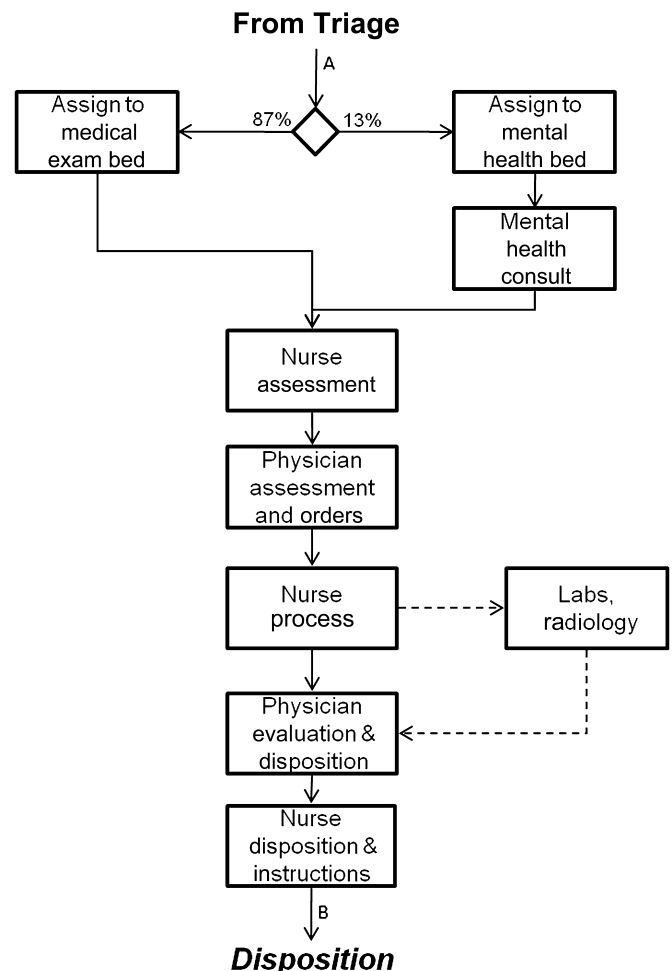 From Triage
A
87%
13%
Assign to
medical
exam bed
Assign to
mental
health bed
Mental
health
consult
Nurse
assessment
Physician
assessment
and orders
Nurse
process
Labs,
radiology
Physician
evaluation &
disposition
Nurse
disposition &
instructions
B
Disposition